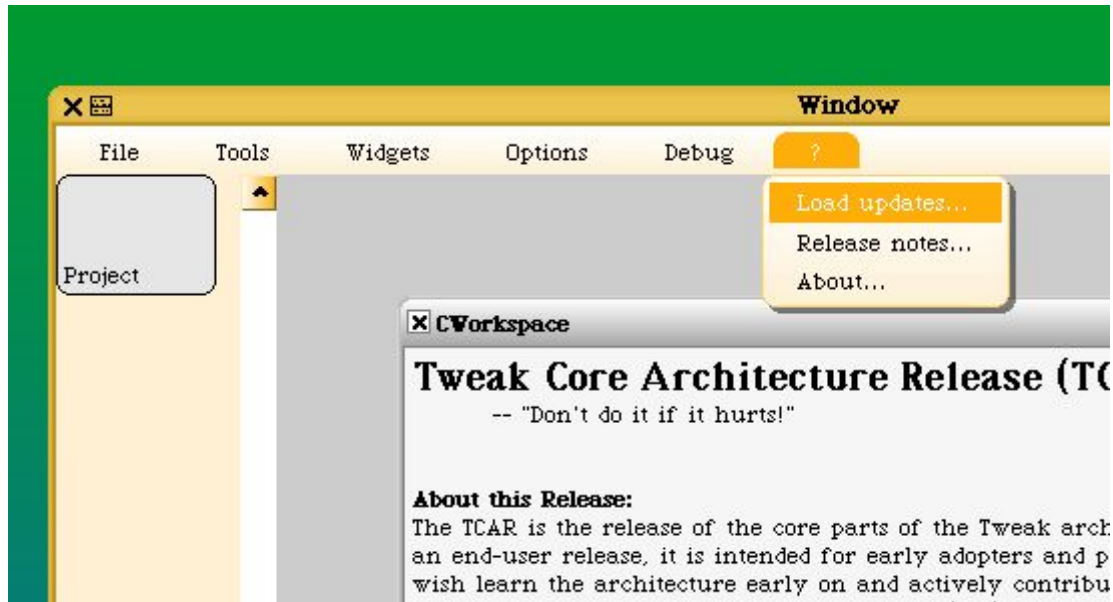 Window
File Tools Widgets Options Debug ?
Load updates...
Release notes...
About...
Project
CWorkspace
Tweak Core Architecture Release (TC
-- "Don't do it if it hurts!"
About this Release:
The TCAR is the release of the core parts of the Tweak arch
an end-user release, it is intended for early adopters and p
wish learn the architecture early on and actively contribu